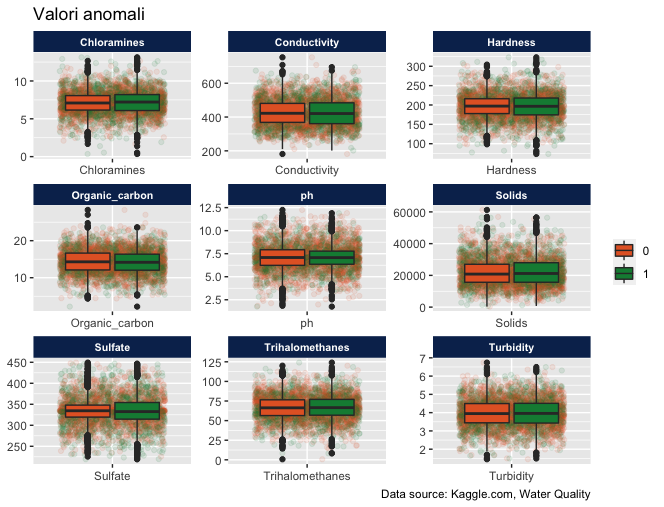 Valori anomali
Chloramines
10
5
0
Chloramines
Conductivity
600
400
200
Conductivity
Hardness
300
250
200
150
100
Hardness
Organic_carbon
20
10
Organic_carbon
ph
12.5
10.0
7.5
5.0
2.5
ph
Solids
60000
40000
20000
0
Solids
Sulfate
450
400
350
300
250
Sulfate
Trihalomethanes
125
100
75
50
25
0
Trihalomethanes
Turbidity
7
6
5
4
3
2
Turbidity
0
1
Data source: Kaggle.com, Water Quality